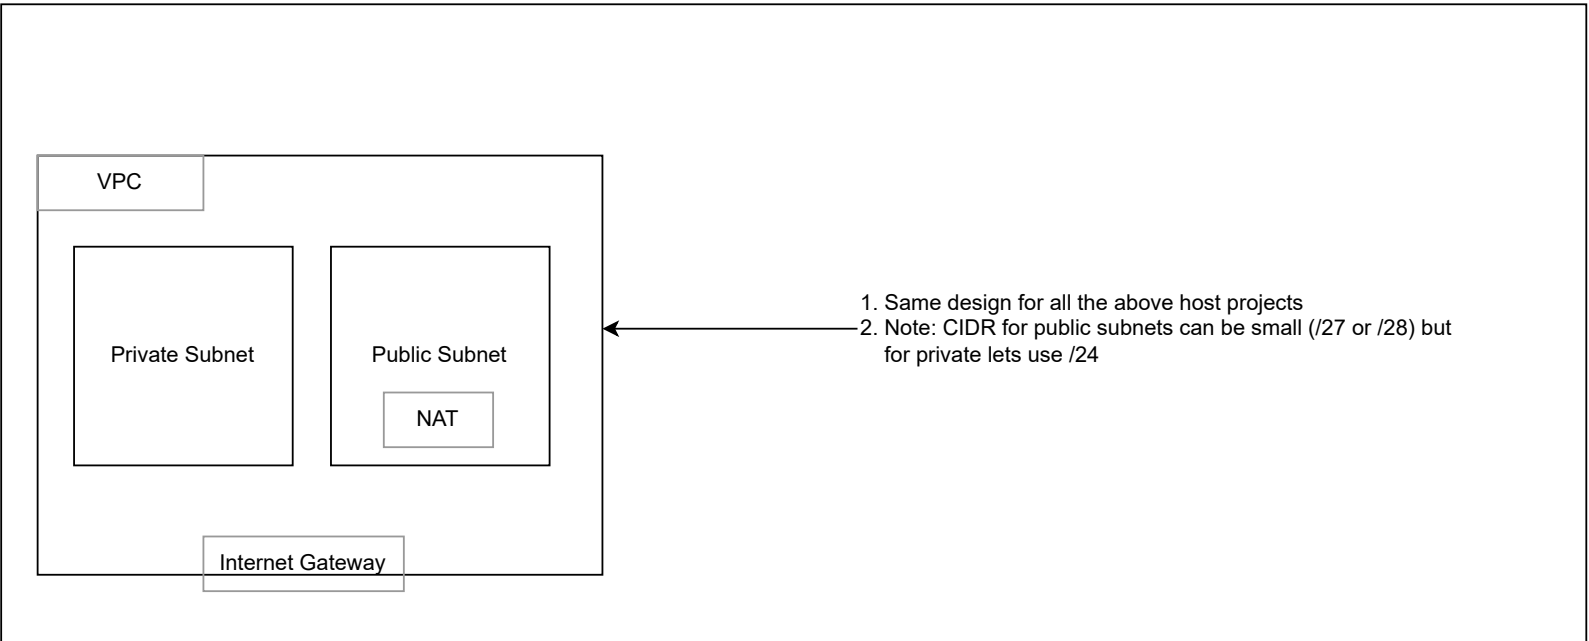 VPC
Private Subnet
Public Subnet
NAT
Internet Gateway
1. Same design for all the above host projects
2. Note: CIDR for public subnets can be small (/27 or /28) but
for private lets use /24